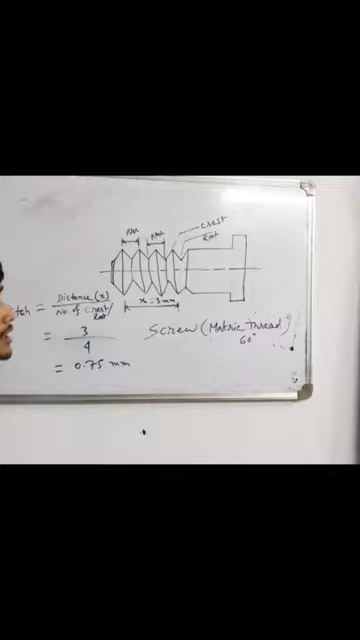 Pitch Pitch Crest
Root
x = 3 mm
tch = Distance (x) / No of Crest/Root
= 3 / 4
= 0.75 mm
Screw (Metric Thread)
60°